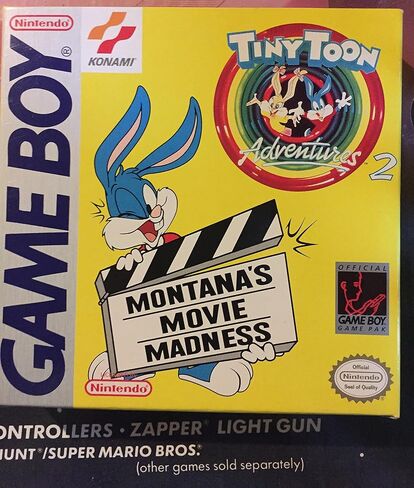 Nintendo
GAME BOY
®
KONAMI®
TINY TOON
Adventures
2
MONTANA'S
MOVIE
MADNESS
OFFICIAL
GAME BOY
GAME PAK
Nintendo
Official
Nintendo
Seal of Quality
ONTROLLERS · ZAPPER LIGHT GUN
HUNT®/SUPER MARIO BROS.®
(other games sold separately)